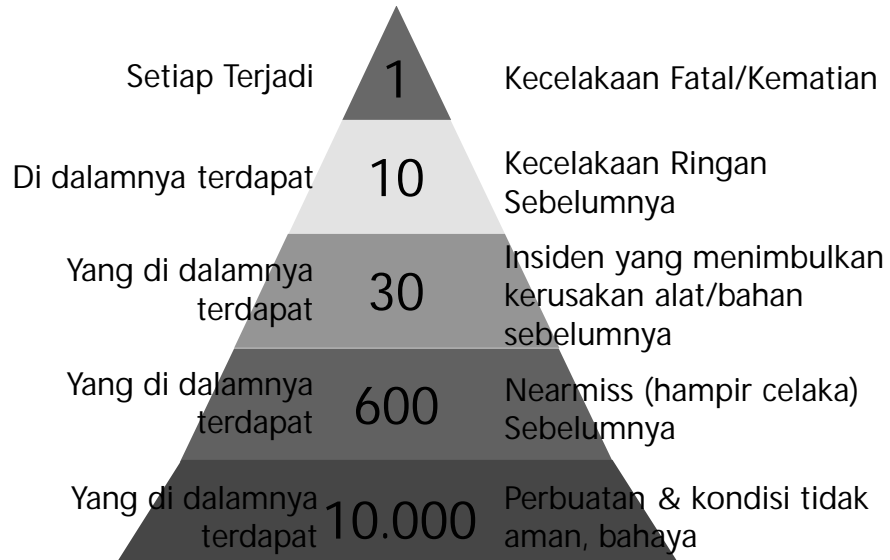 Setiap Terjadi
1
Kecelakaan Fatal/Kematian
Di dalamnya terdapat
10
Kecelakaan Ringan
Sebelumnya
Yang di dalamnya
terdapat
30
Insiden yang menimbulkan
kerusakan alat/bahan
sebelumnya
Yang di dalamnya
terdapat
600
Nearmiss (hampir celaka)
Sebelumnya
Yang di dalamnya
terdapat
10.000
Perbuatan & kondisi tidak
aman, bahaya